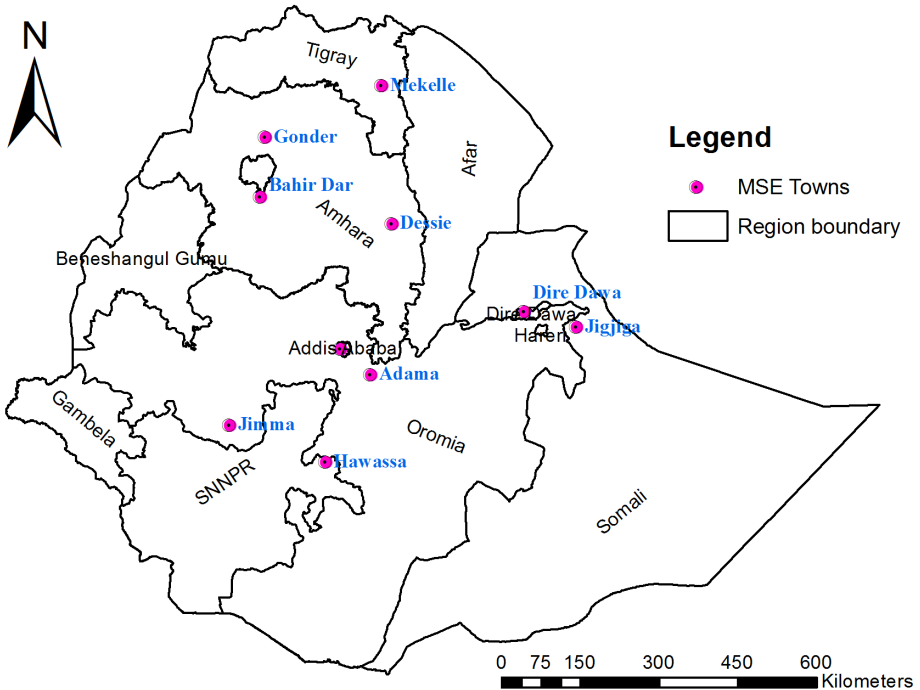 N
Tigray
Mekelle
Gonder
Afar
Legend
MSE Towns
Region boundary
Bahir Dar
Amhara
Dessie
Beneshangul Gumu
Dire Dawa
Dire Dawa
Jigjiga
Hareri
Addis Ababa
Adama
Gambela
Jimma
Oromia
Hawassa
SNNPR
Somali
0 75 150 300 450 600
Kilometers